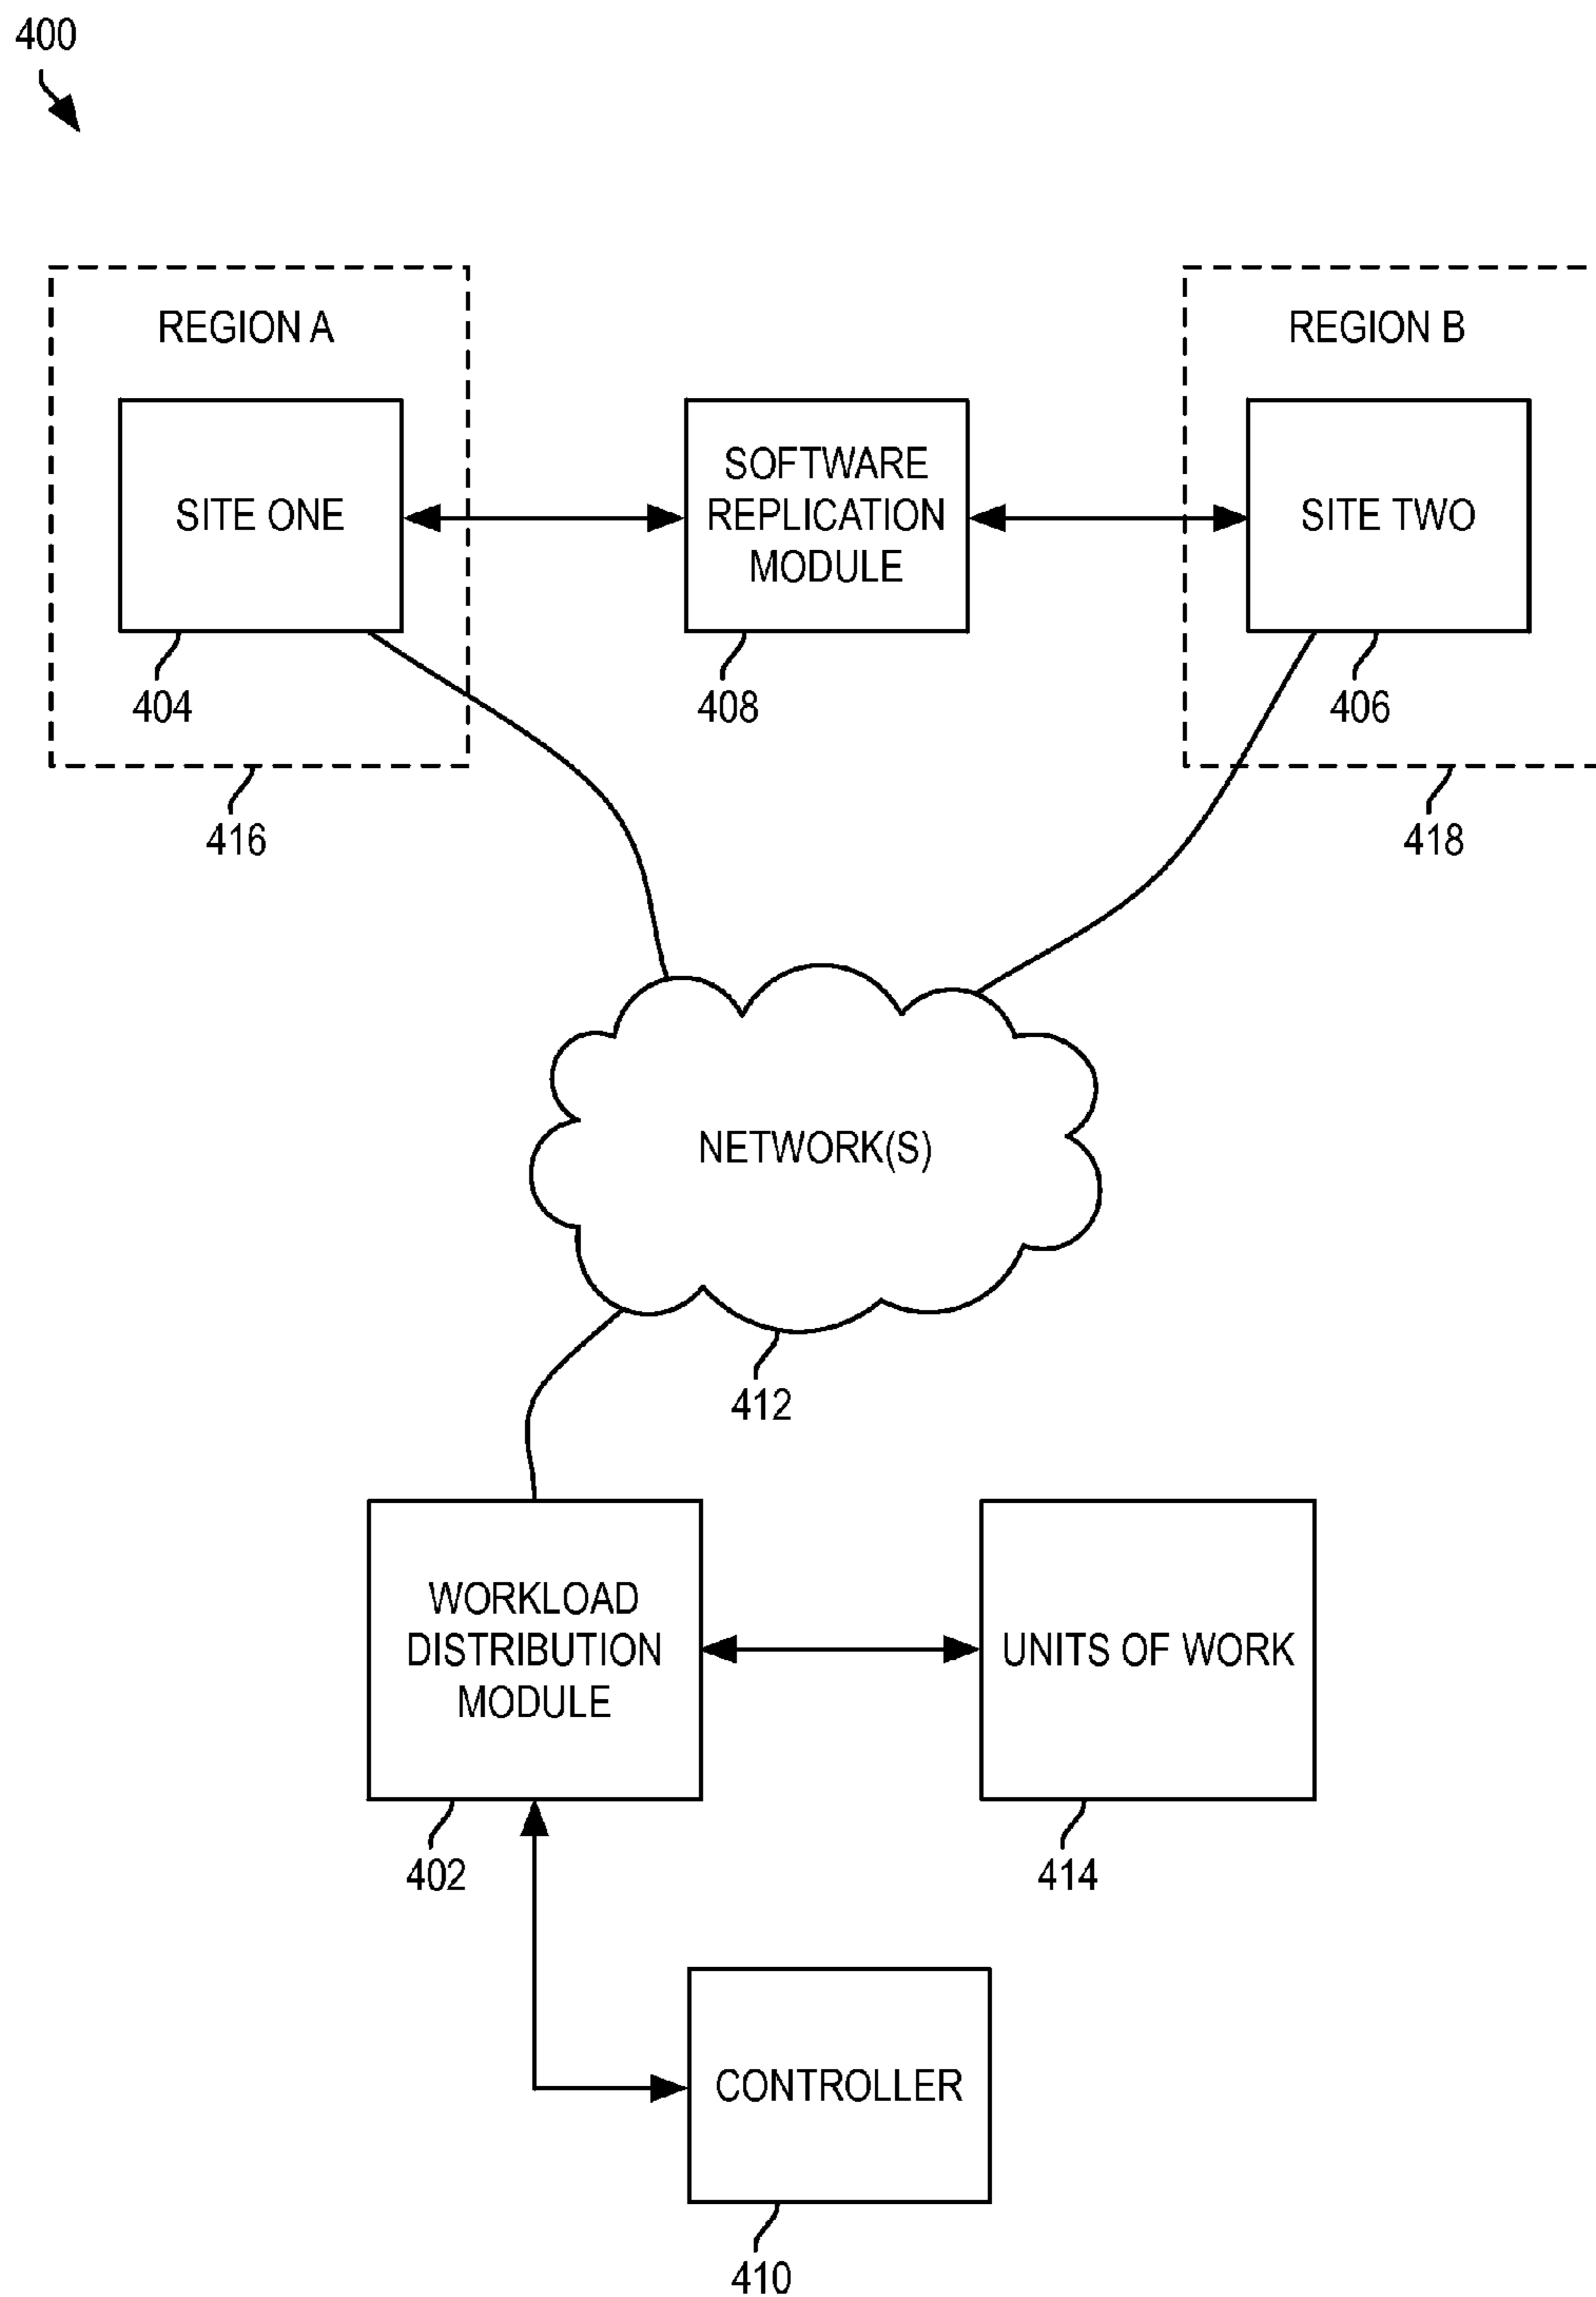 400
REGION A
REGION B
SITE ONE
SOFTWARE
REPLICATION
MODULE
SITE TWO
404
408
406
416
418
NETWORK(S)
412
WORKLOAD
DISTRIBUTION
MODULE
UNITS OF WORK
402
414
CONTROLLER
410